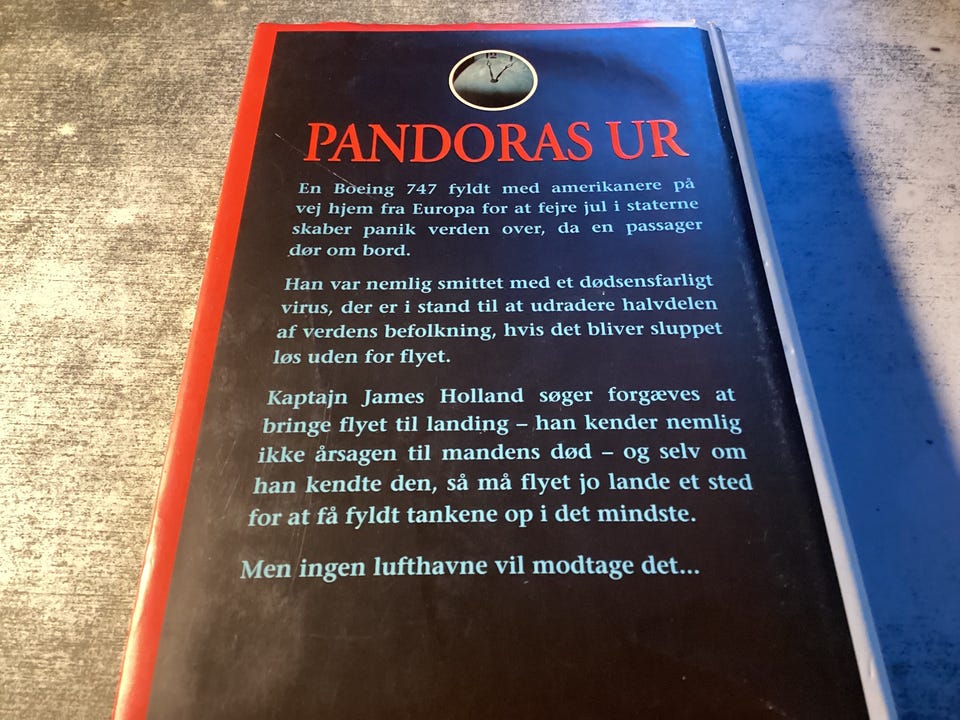 12
PANDORAS UR
En Boeing 747 fyldt med amerikanere på
vej hjem fra Europa for at fejre jul i staterne
skaber panik verden over, da en passager
dør om bord.
Han var nemlig smittet med et dødsensfarligt
virus, der er i stand til at udradere halvdelen
af verdens befolkning, hvis det bliver sluppet
løs uden for flyet.
Kaptajn James Holland søger forgæves at
bringe flyet til landing – han kender nemlig
ikke årsagen til mandens død – og selv om
han kendte den, så må flyet jo lande et sted
for at få fyldt tankene op i det mindste.
Men ingen lufthavne vil modtage det...